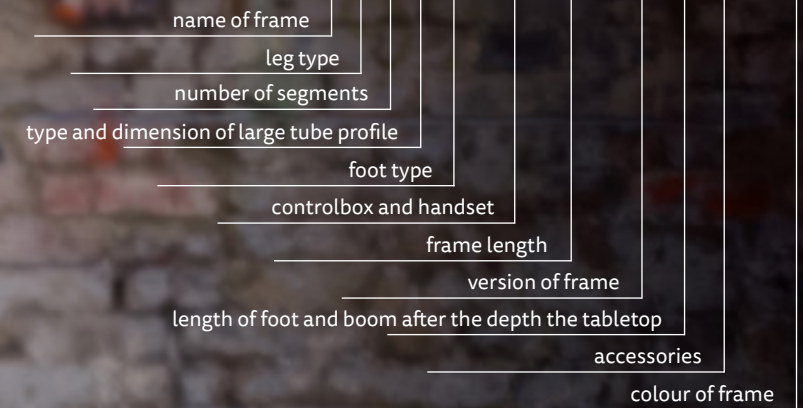 name of frame
leg type
number of segments
type and dimension of large tube profile
foot type
controlbox and handset
frame length
version of frame
length of foot and boom after the depth the tabletop
accessories
colour of frame